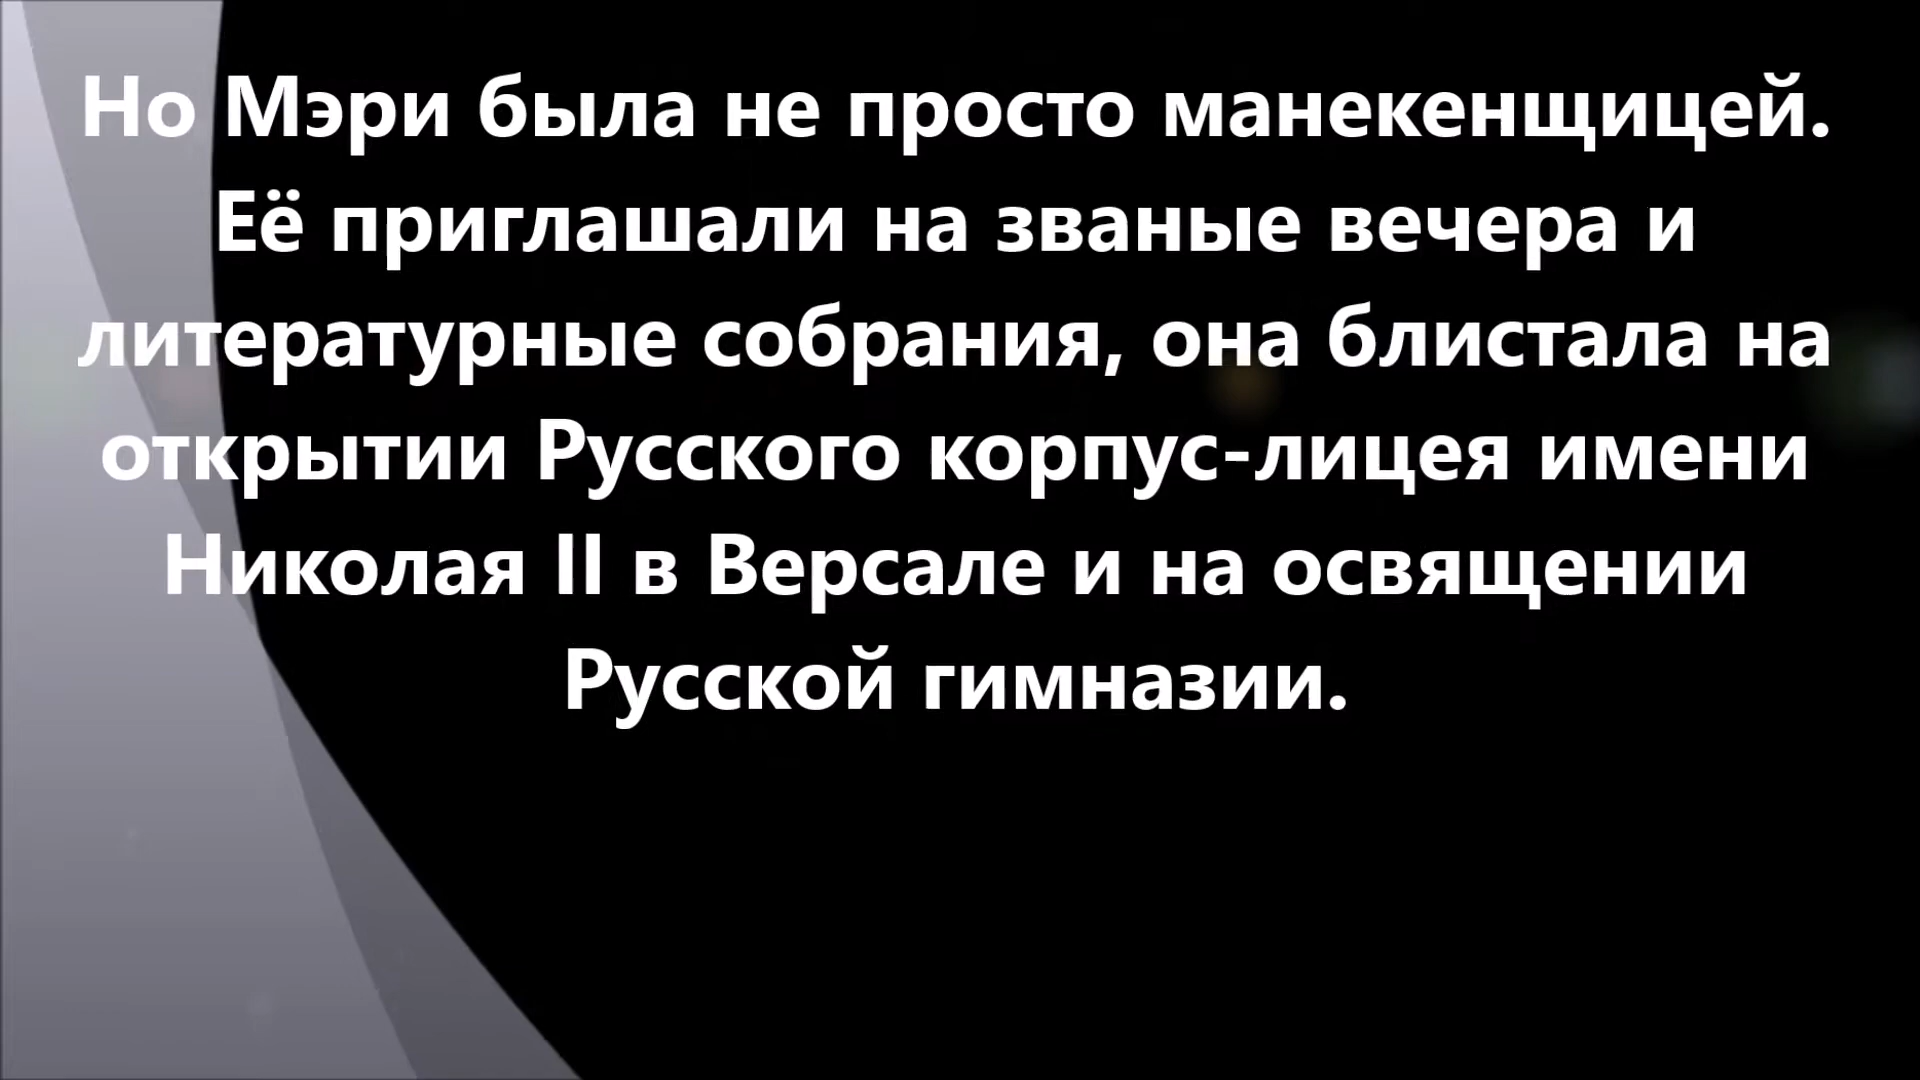 Но Мэри была не просто манекенщицей.
Её приглашали на званые вечера и
литературные собрания, она блистала на
открытии Русского корпус-лицея имени
Николая II в Версале и на освящении
Русской гимназии.